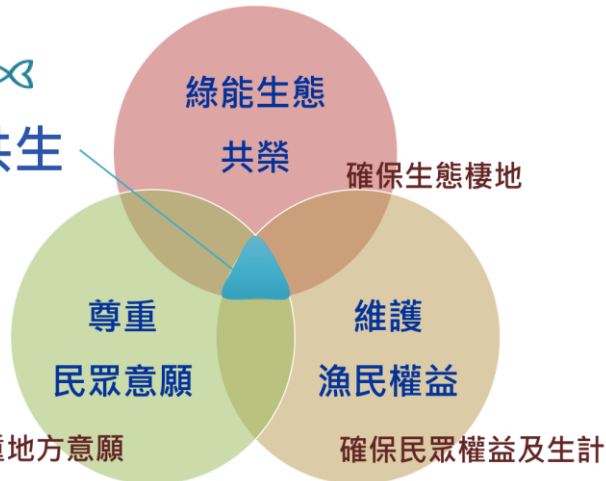 綠能生態
共榮
共生
確保生態棲地
尊重
民眾意願
維護
漁民權益
重地方意願
確保民眾權益及生計